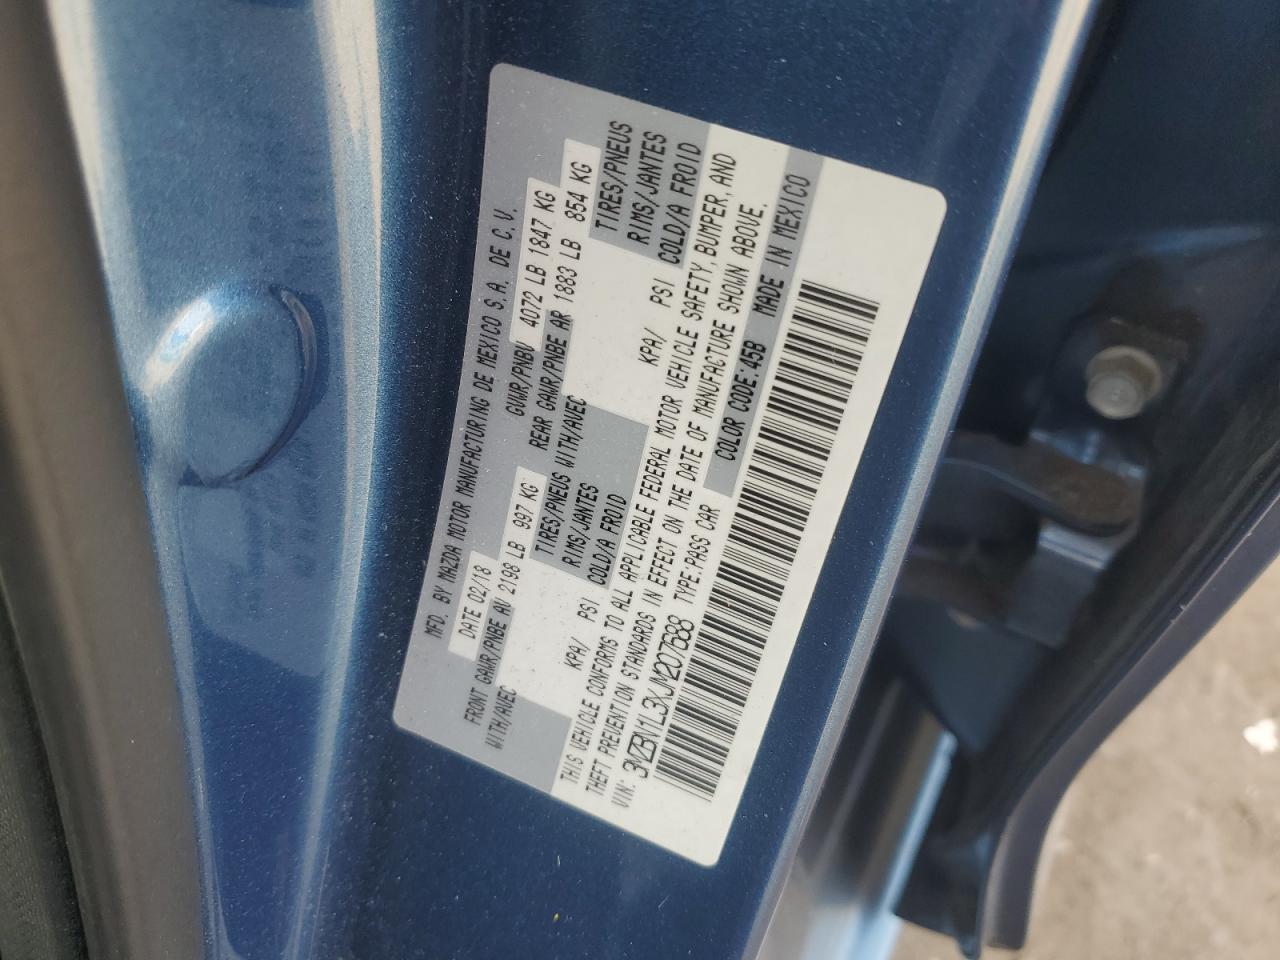 MFD. BY MAZDA MOTOR MANUFACTURING DE MEXICO S.A. DE C.V.
DATE 02/18 GVWR/PNBV 4072 LB 1847 KG
FRONT GAWR/PNBE AV 2198 LB 997 KG REAR GAWR/PNBE AR 1883 LB 854 KG
WITH/AVEC TIRES/PNEUS WITH/AVEC TIRES/PNEUS
RIMS/JANTES RIMS/JANTES
KPA/ PSI COLD/A FROID KPA/ PSI COLD/A FROID
THIS VEHICLE CONFORMS TO ALL APPLICABLE FEDERAL MOTOR VEHICLE SAFETY, BUMPER, AND
THEFT PREVENTION STANDARDS IN EFFECT ON THE DATE OF MANUFACTURE SHOWN ABOVE.
VIN: 3MZBN1L3XJM207688 TYPE:PASS CAR COLOR CODE:45B MADE IN MEXICO